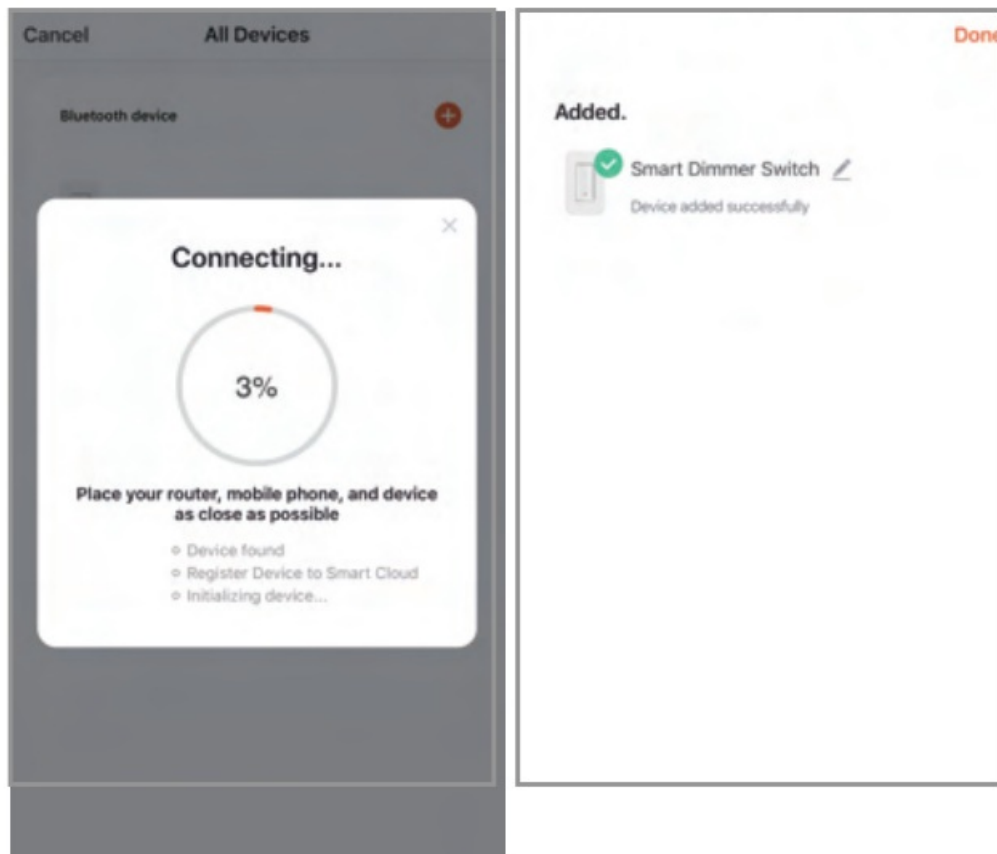 Cancel
All Devices
Bluetooth device
Connecting...
3%
Place your router, mobile phone, and device
as close as possible
Device found
Register Device to Smart Cloud
Initializing device...
Done
Added.
Smart Dimmer Switch
Device added successfully